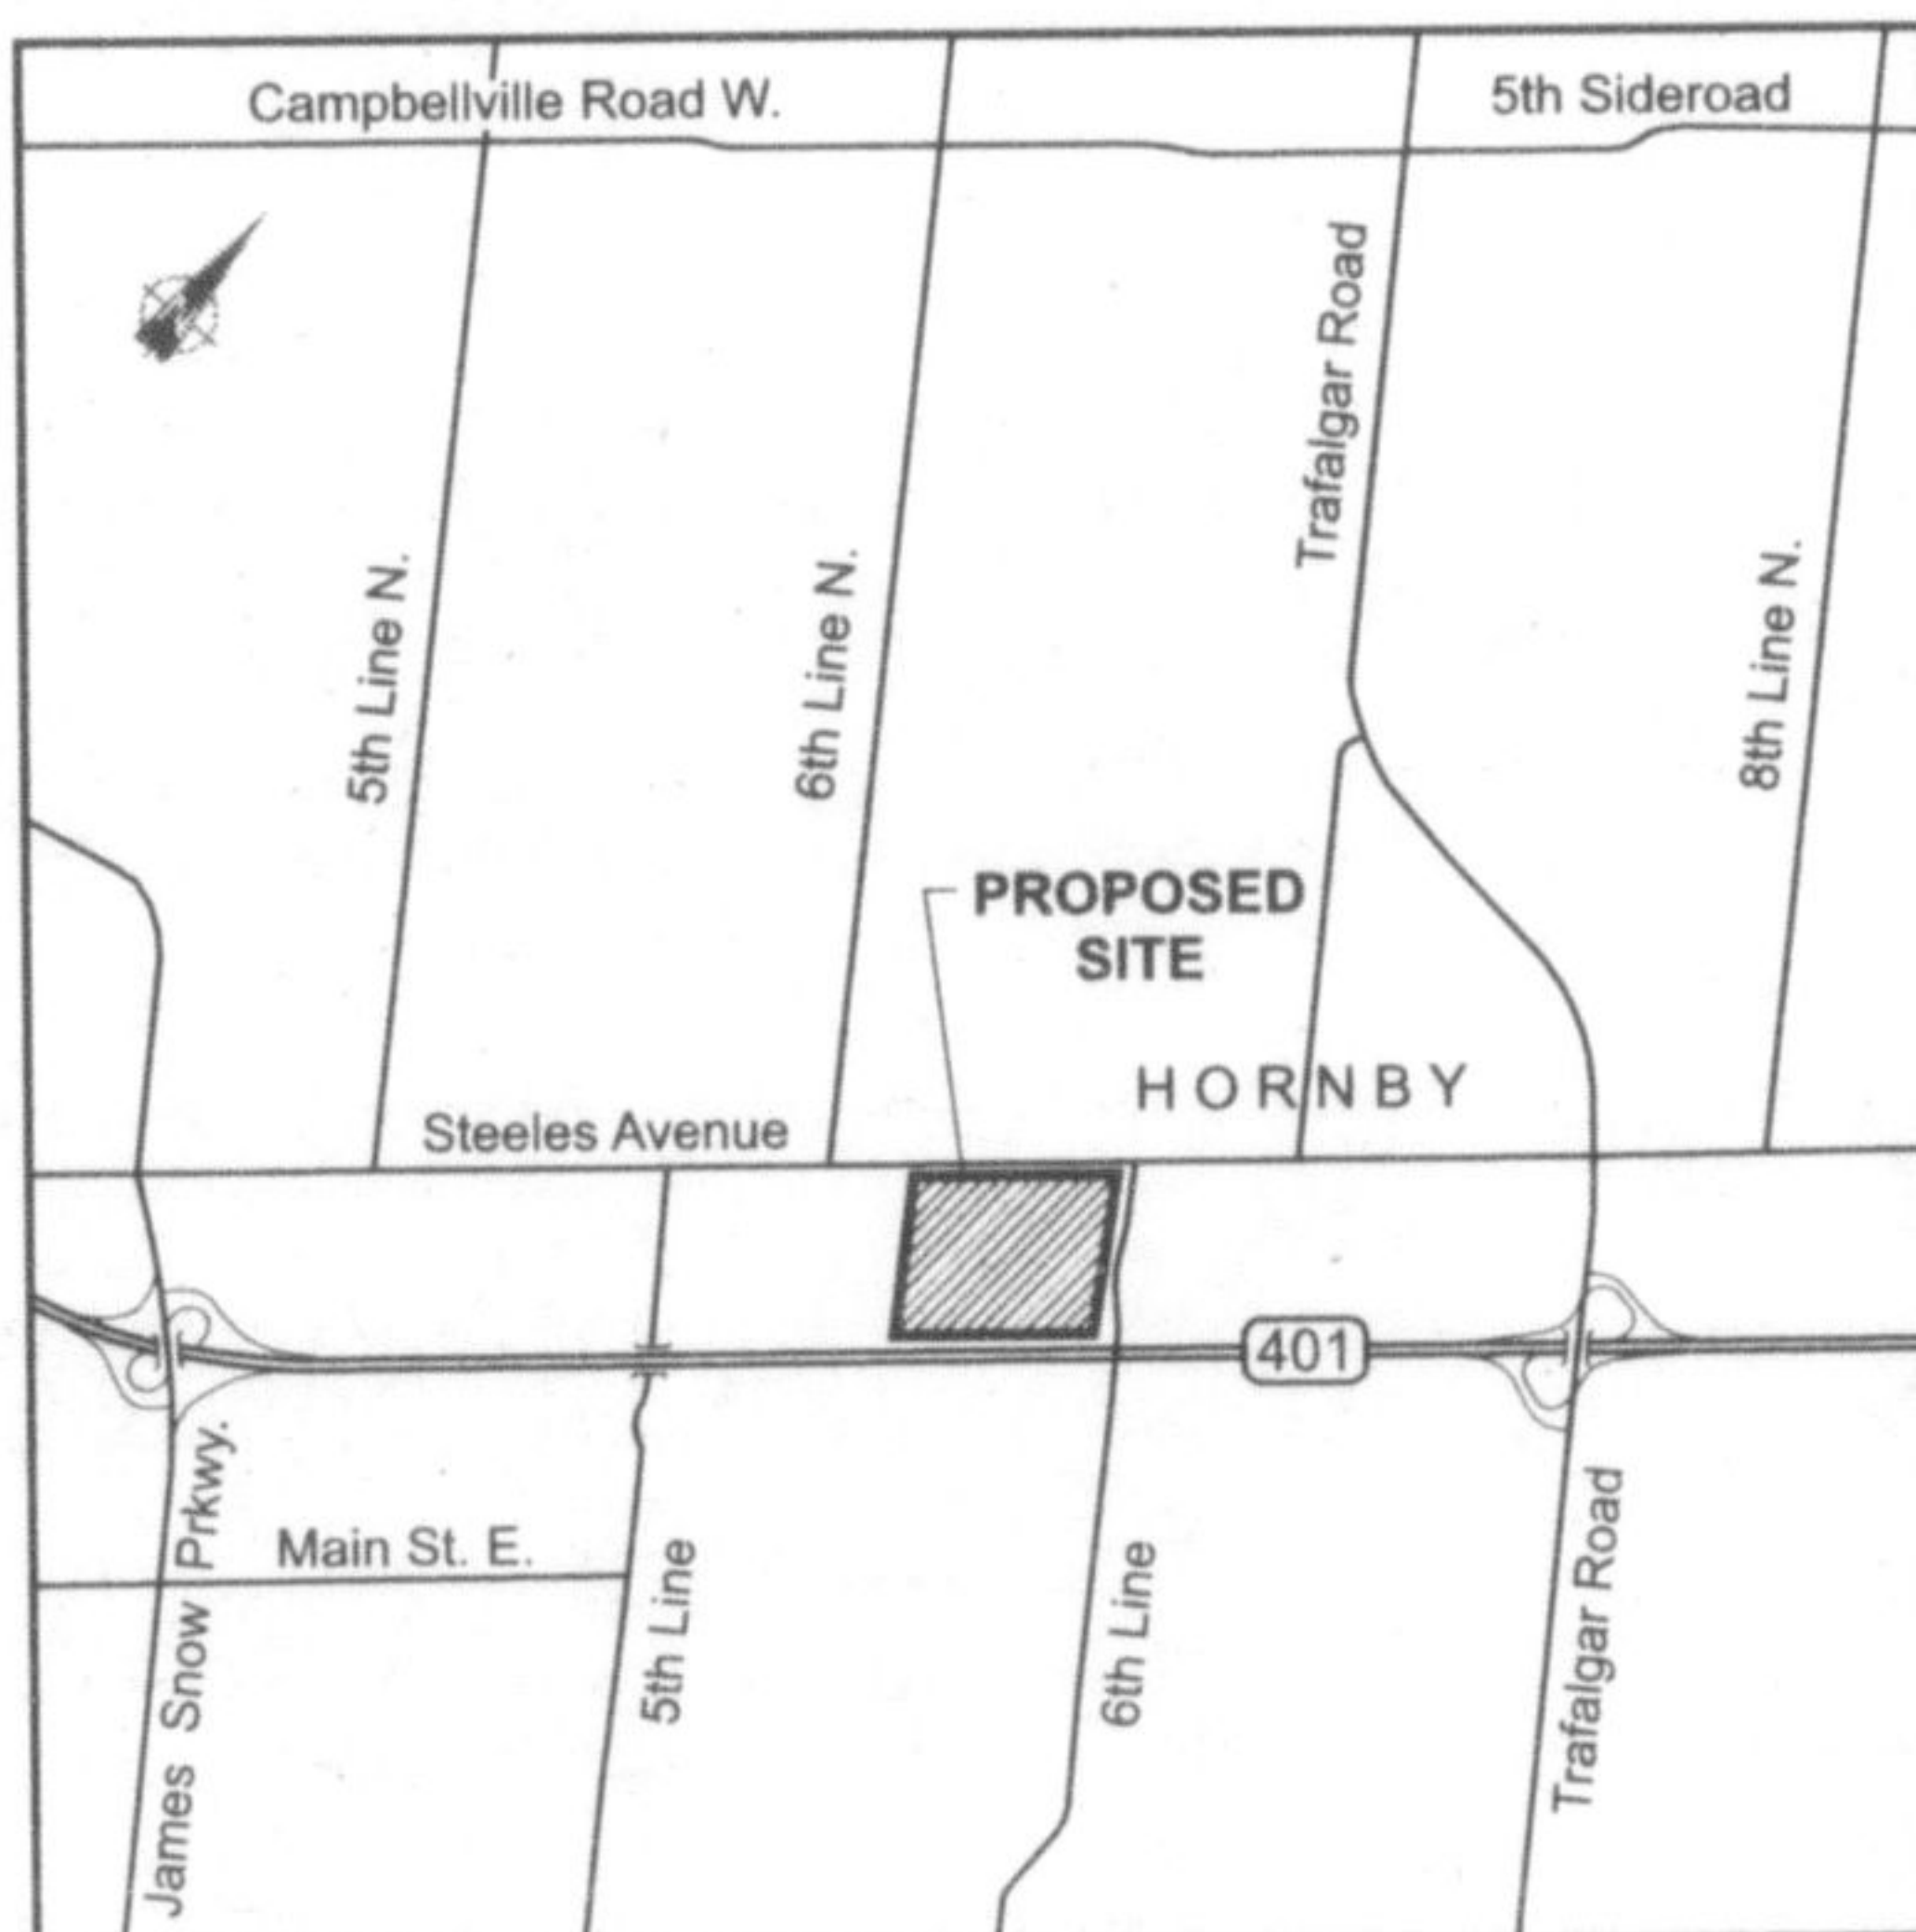 Campbellville Road W.
5th Sideroad
Trafalgar Road
5th Line N.
6th Line N.
8th Line N.
PROPOSED
SITE
HORNBY
Steeles Avenue
401
James Snow Prkwy.
Main St. E.
5th Line
6th Line
Trafalgar Road